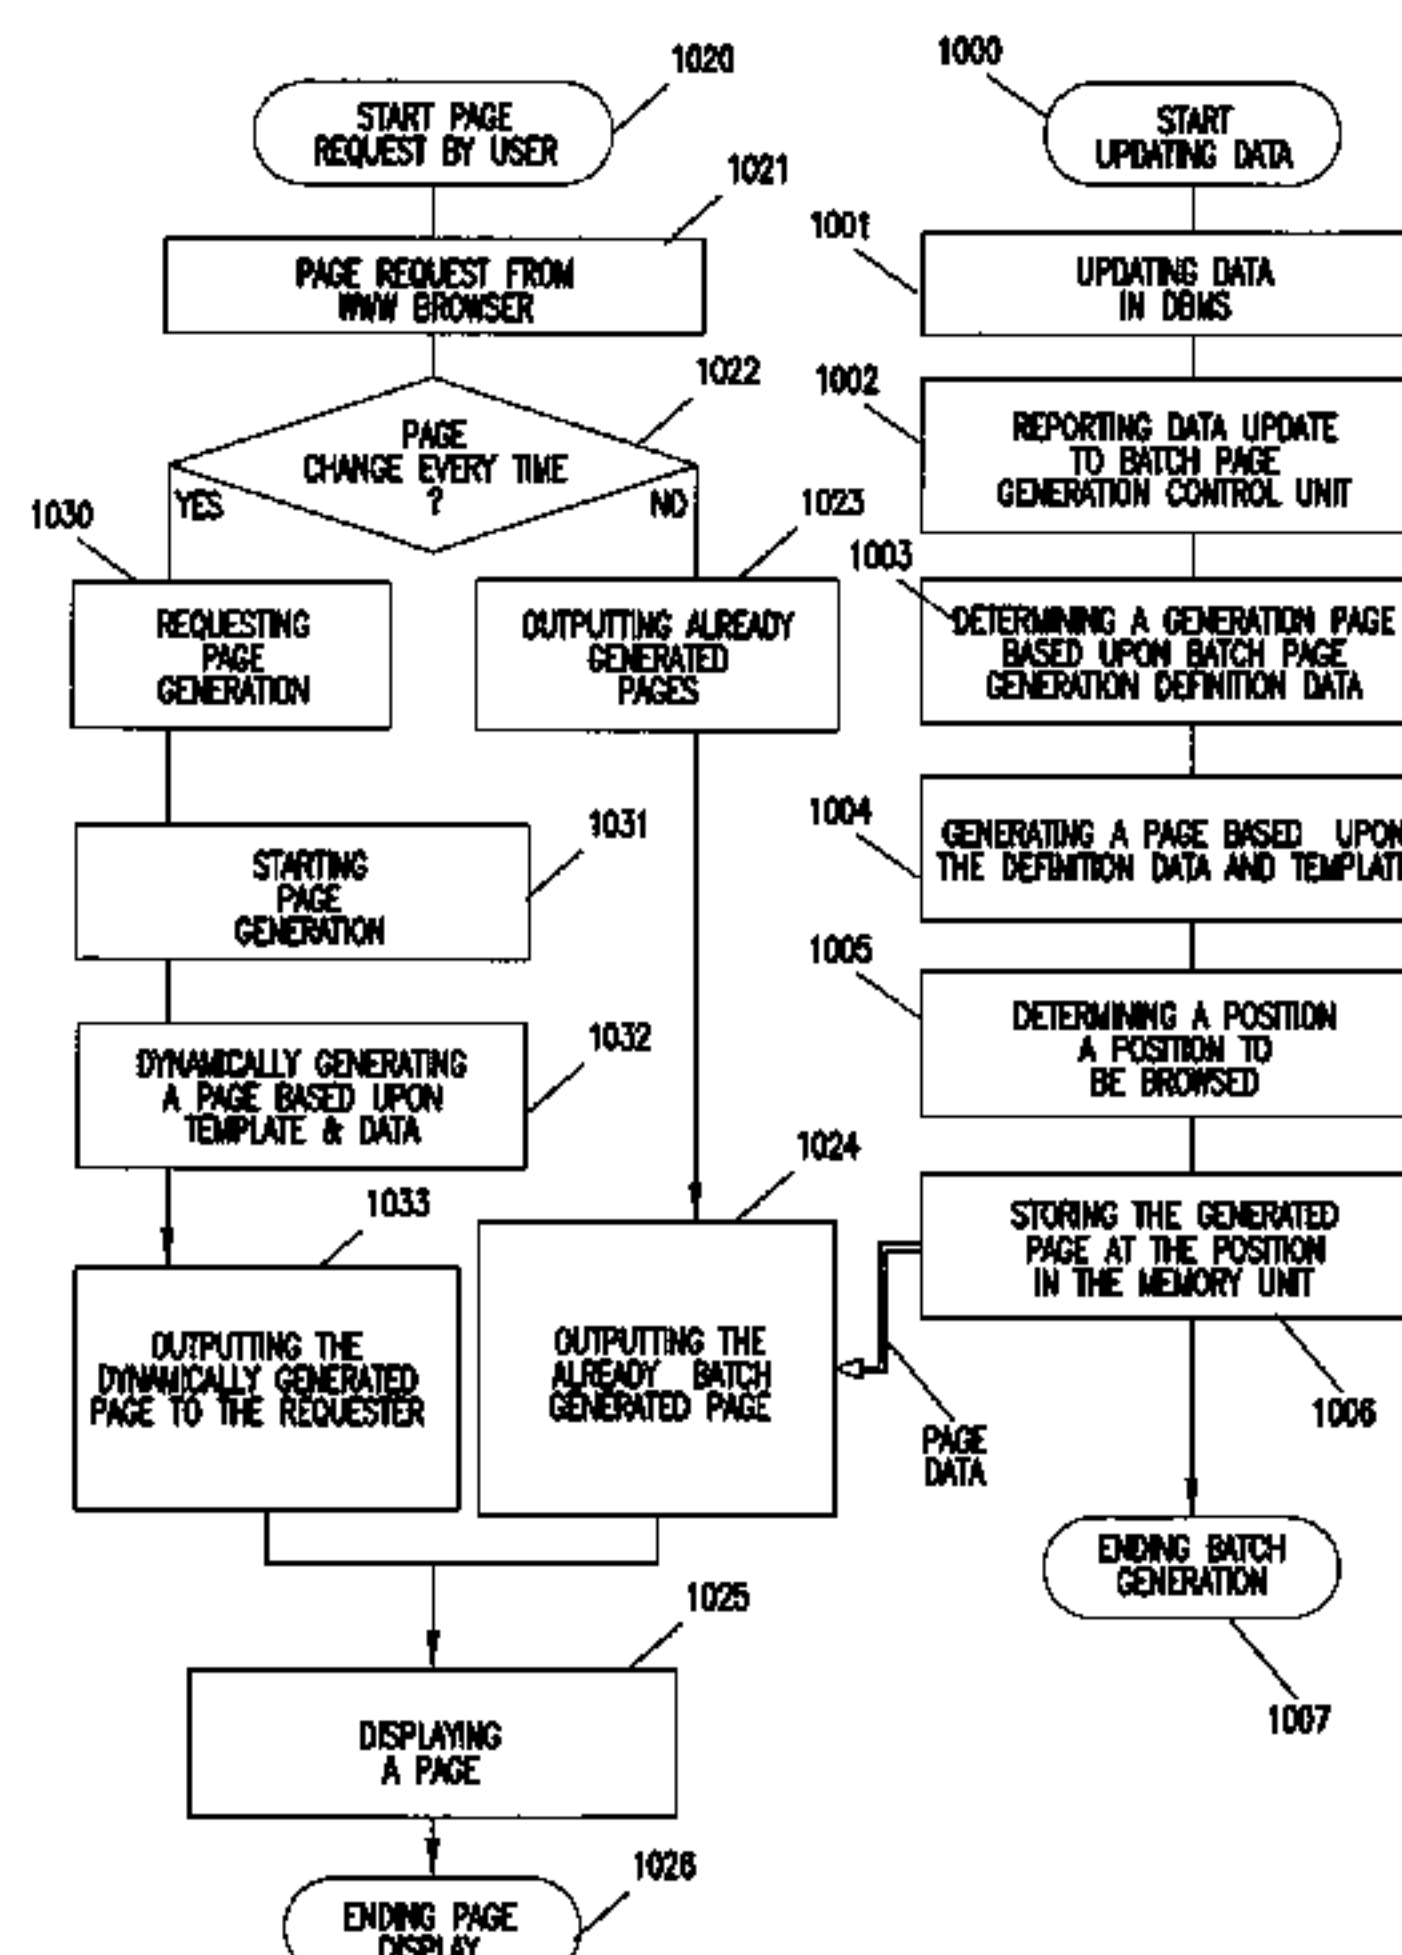 1020
START PAGE
REQUEST BY USER
1021
PAGE REQUEST FROM
WWW BROWSER
1022
PAGE
CHANGE EVERY TIME
?
YES
NO
1030
REQUESTING
PAGE
GENERATION
1023
OUTPUTTING ALREADY
GENERATED
PAGES
1031
STARTING
PAGE
GENERATION
1032
DYNAMICALLY GENERATING
A PAGE BASED UPON
TEMPLATE & DATA
1033
OUTPUTTING THE
DYNAMICALLY GENERATED
PAGE TO THE REQUESTER
1024
OUTPUTTING THE
ALREADY BATCH
GENERATED PAGE
1025
DISPLAYING
A PAGE
1026
ENDING PAGE
DISPLAY
1000
START
UPDATING DATA
1001
UPDATING DATA
IN DBMS
1002
REPORTING DATA UPDATE
TO BATCH PAGE
GENERATION CONTROL UNIT
1003
DETERMINING A GENERATION PAGE
BASED UPON BATCH PAGE
GENERATION DEFINITION DATA
1004
GENERATING A PAGE BASED UPON
THE DEFINITION DATA AND TEMPLAT
1005
DETERMINING A POSITION
A POSITION TO
BE BROWSED
STORING THE GENERATED
PAGE AT THE POSITION
IN THE MEMORY UNIT
1006
PAGE
DATA
ENDING BATCH
GENERATION
1007